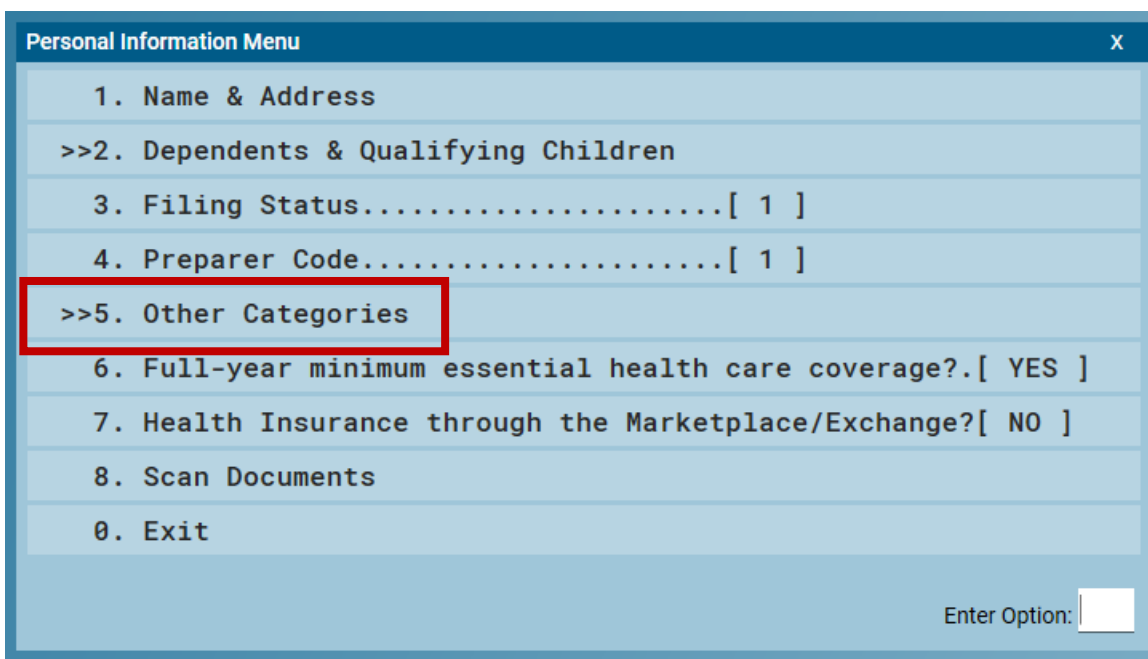 Personal Information Menu X
1. Name & Address
>>2. Dependents & Qualifying Children
3. Filing Status......................[ 1 ]
4. Preparer Code......................[ 1 ]
>>5. Other Categories
6. Full-year minimum essential health care coverage?.[ YES ]
7. Health Insurance through the Marketplace/Exchange?[ NO ]
8. Scan Documents
0. Exit
Enter Option: